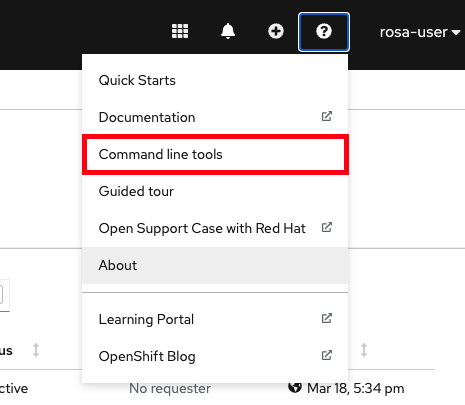 rosa-user
Quick Starts
Documentation
Command line tools
Guided tour
Open Support Case with Red Hat
About
Learning Portal
us
OpenShift Blog
ctive No requester Mar 18, 5:34 pm